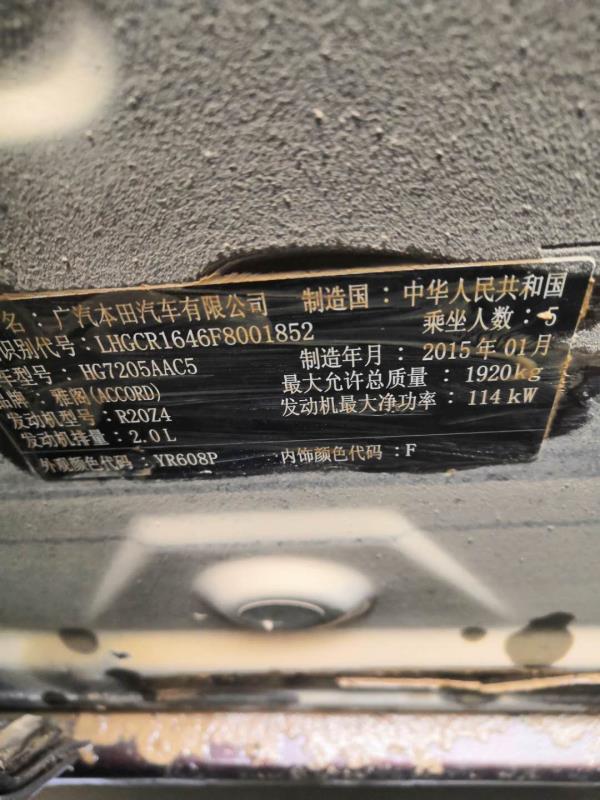 名：广汽本田汽车有限公司 制造国：中华人民共和国
识别代号：LHGCR1646F8001852 乘坐人数：5
车型号：HG7205AAC5 制造年月：2015年01月
品牌：雅阁(ACCORD) 最大允许总质量：1920kg
发动机型号：R20Z4 发动机最大净功率：114kW
发动机排量：2.0L
外观颜色代码：YR608P 内饰颜色代码：F